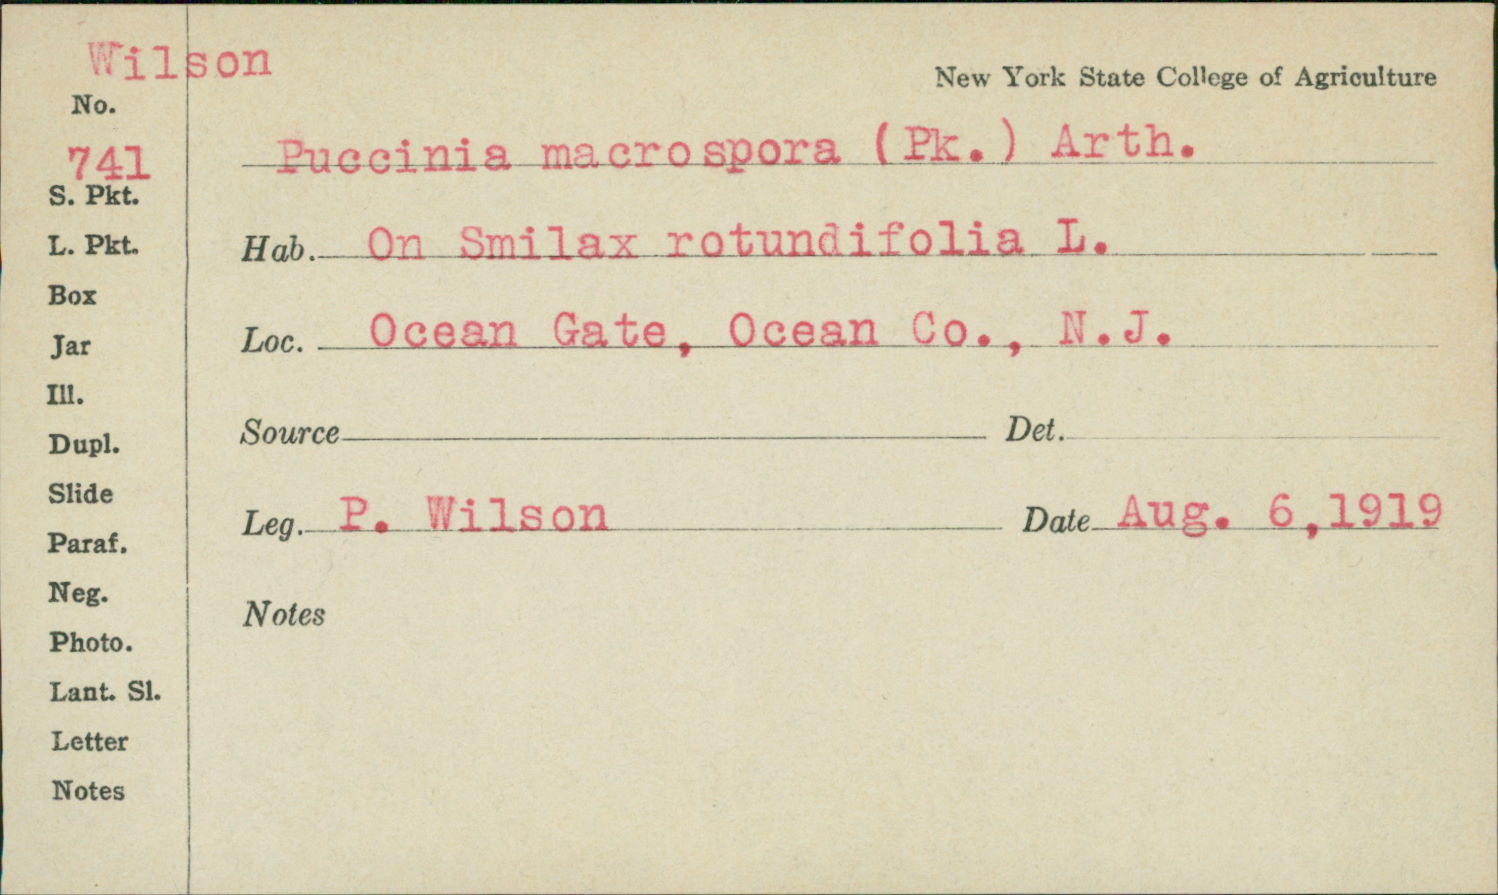 Wilson
New York State College of Agriculture
No.
741
Puccinia macrospora (Pk.) Arth.
S. Pkt.
L. Pkt.
Hab. On Smilax rotundifolia L.
Box
Jar
Loc. Ocean Gate, Ocean Co., N.J.
Ill.
Dupl.
Source Det.
Slide
Leg. P. Wilson Date Aug. 6,1919
Paraf.
Neg.
Notes
Photo.
Lant. Sl.
Letter
Notes